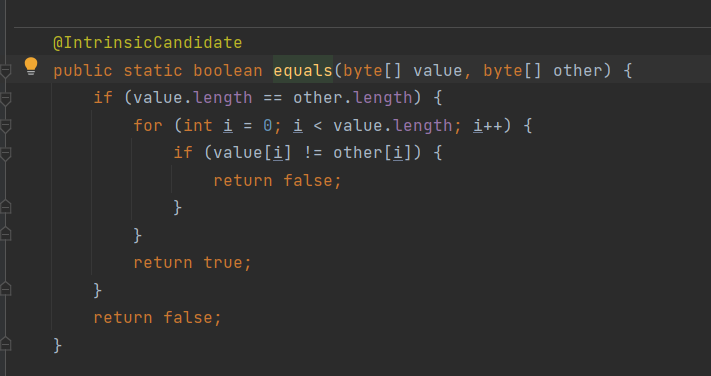 @IntrinsicCandidate
public static boolean equals(byte[] value, byte[] other) {
    if (value.length == other.length) {
        for (int i = 0; i < value.length; i++) {
            if (value[i] != other[i]) {
                return false;
            }
        }
        return true;
    }
    return false;
}